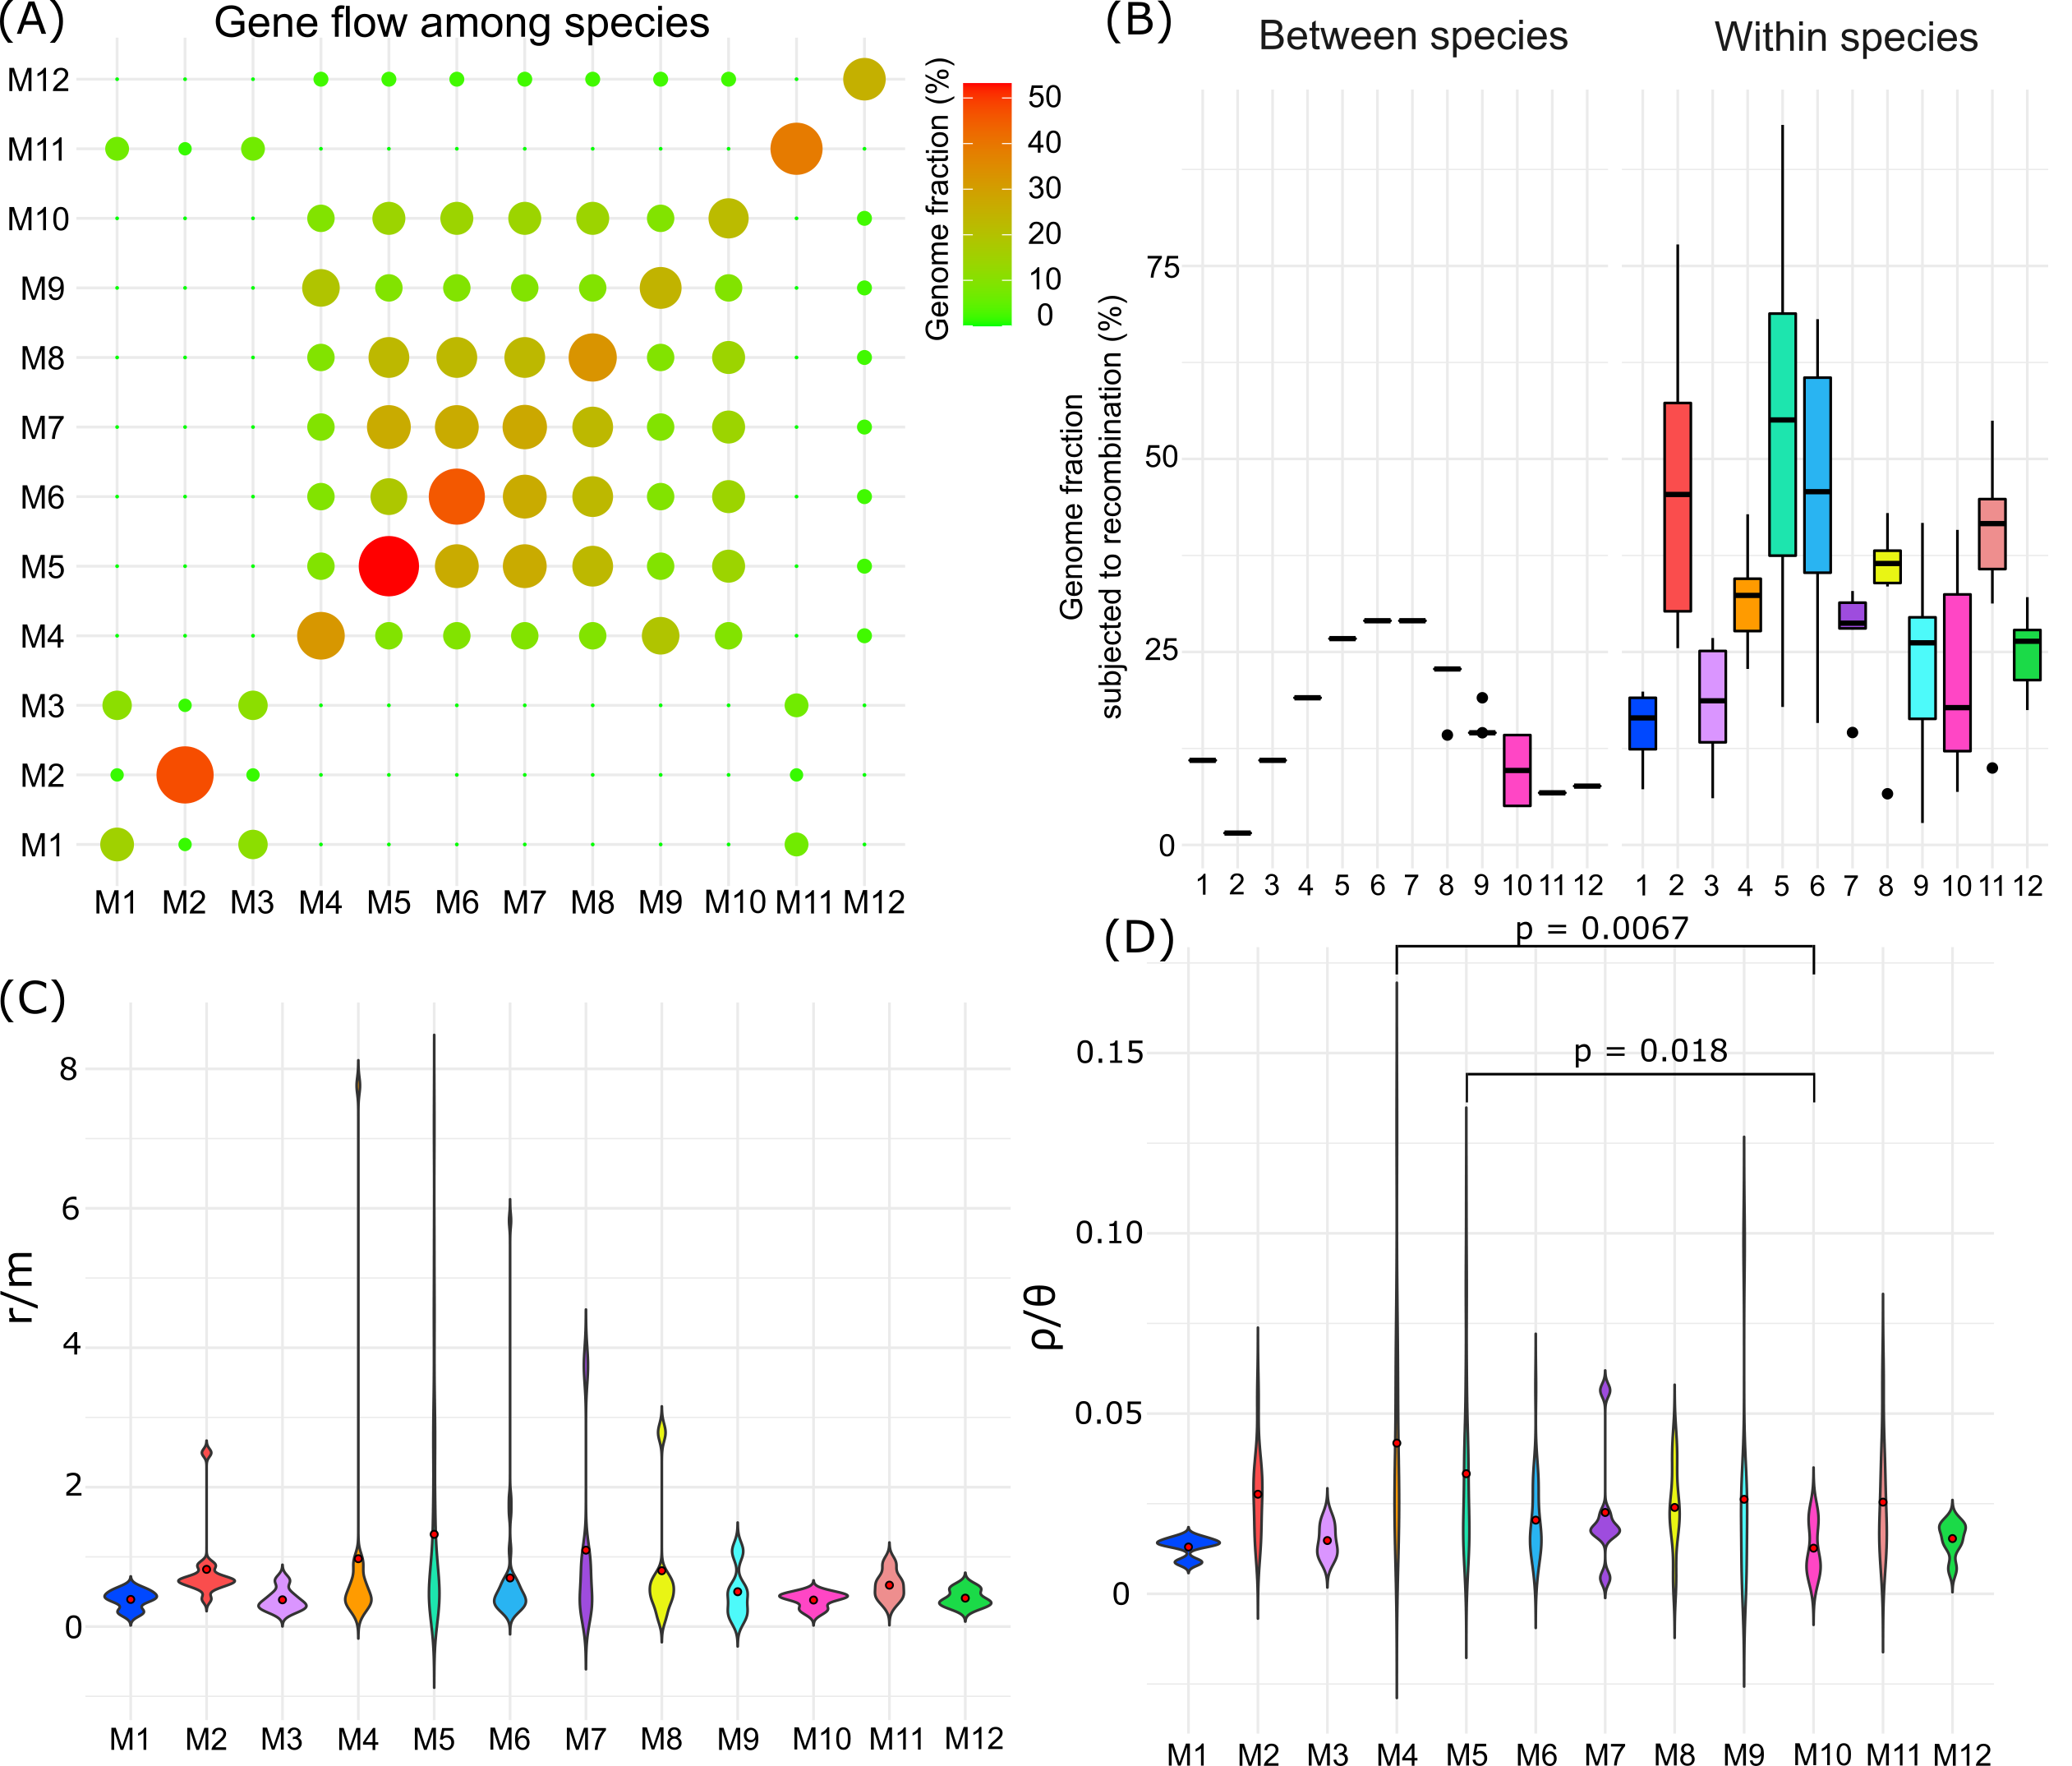 (A)
Gene flow among species
M12
M11
M10
M9
M8
M7
M6
M5
M4
M3
M2
M1
M1 M2 M3 M4 M5 M6 M7 M8 M9 M10 M11 M12
Genome fraction (%)
50
40
30
20
10
0
(B)
Between species
Within species
Genome fraction
subjected to recombination (%)
75
50
25
0
1 2 3 4 5 6 7 8 9 10 11 12
1 2 3 4 5 6 7 8 9 10 11 12
(C)
r/m
8
6
4
2
0
M1 M2 M3 M4 M5 M6 M7 M8 M9 M10 M11 M12
(D)
p = 0.0067
p = 0.018
ρ/θ
0.15
0.10
0.05
0
M1 M2 M3 M4 M5 M6 M7 M8 M9 M10 M11 M12